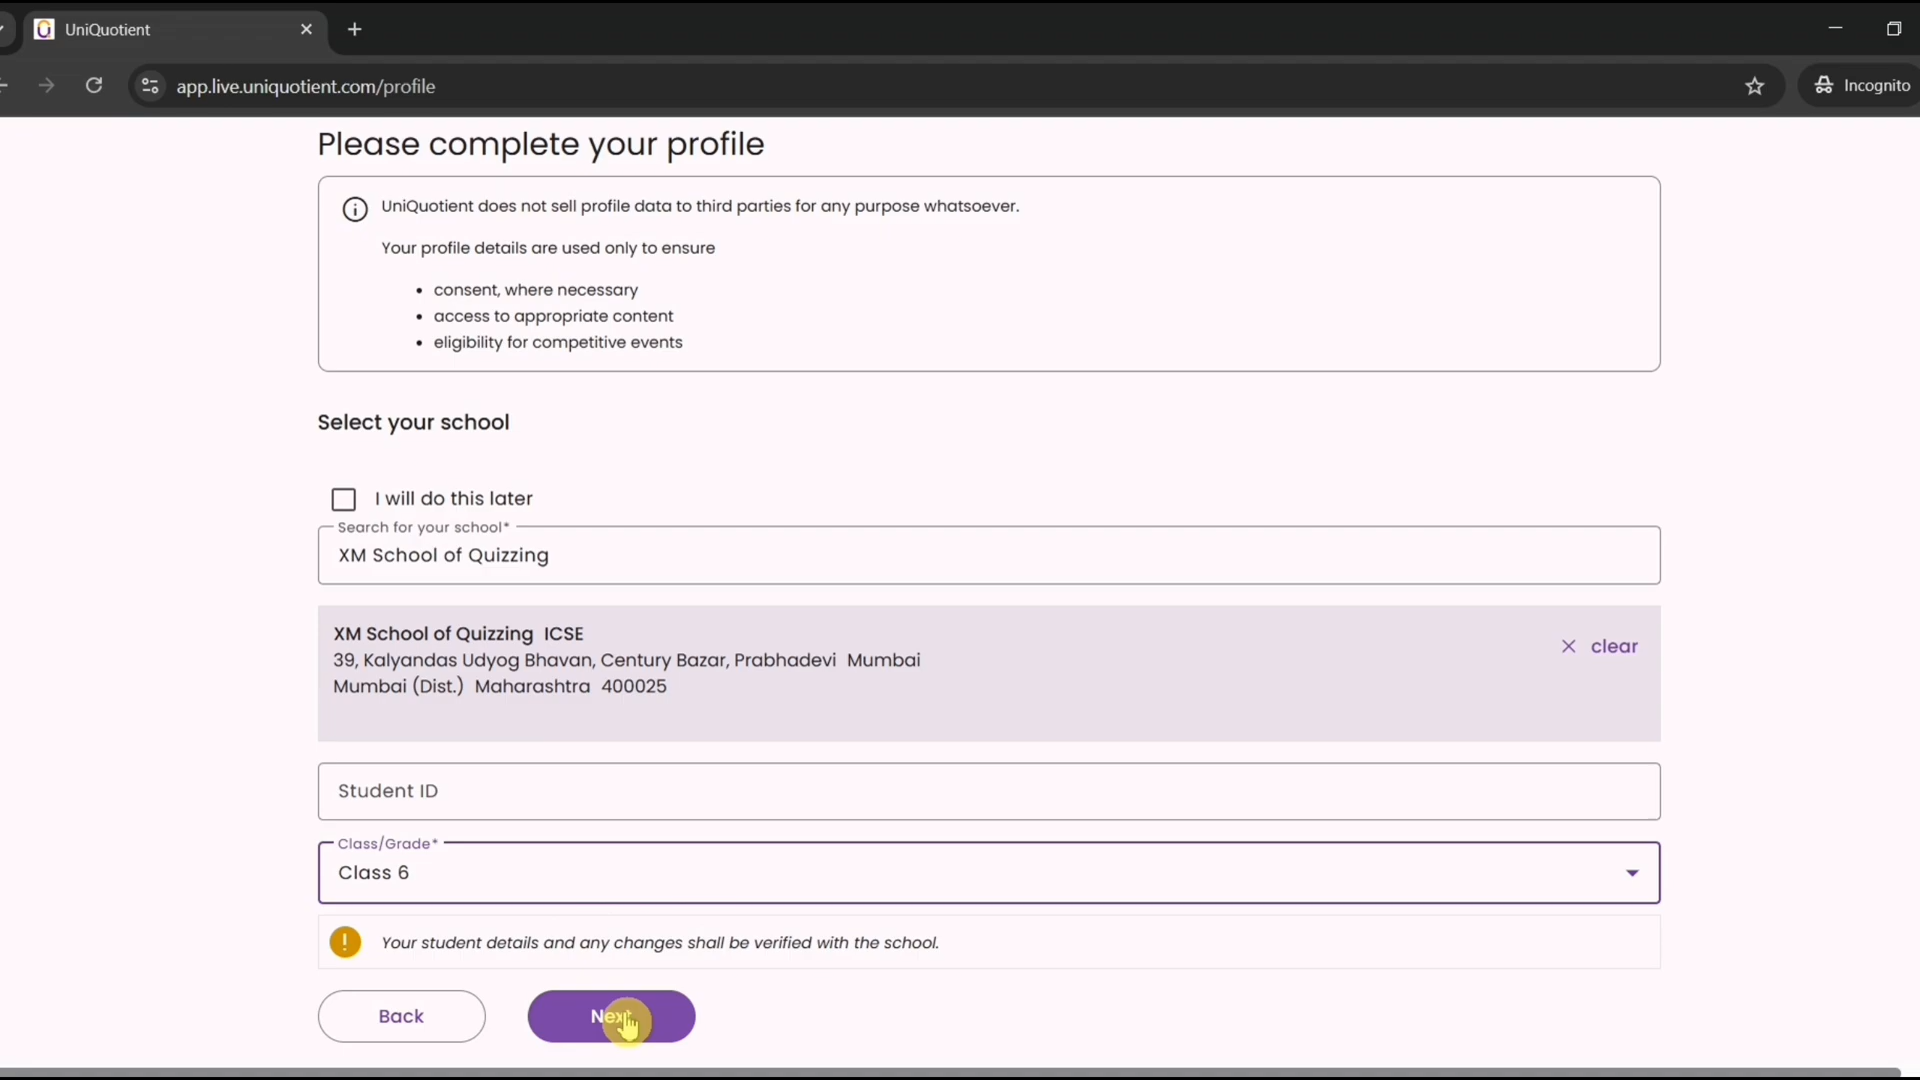 UniQuotient
app.live.uniquotient.com/profile
Incognito
Please complete your profile
UniQuotient does not sell profile data to third parties for any purpose whatsoever.
Your profile details are used only to ensure
• consent, where necessary
• access to appropriate content
• eligibility for competitive events
Select your school
I will do this later
Search for your school*
XM School of Quizzing
XM School of Quizzing ICSE
39, Kalyandas Udyog Bhavan, Century Bazar, Prabhadevi Mumbai
Mumbai (Dist.) Maharashtra 400025
clear
Student ID
Class/Grade*
Class 6
Your student details and any changes shall be verified with the school.
Back
Next